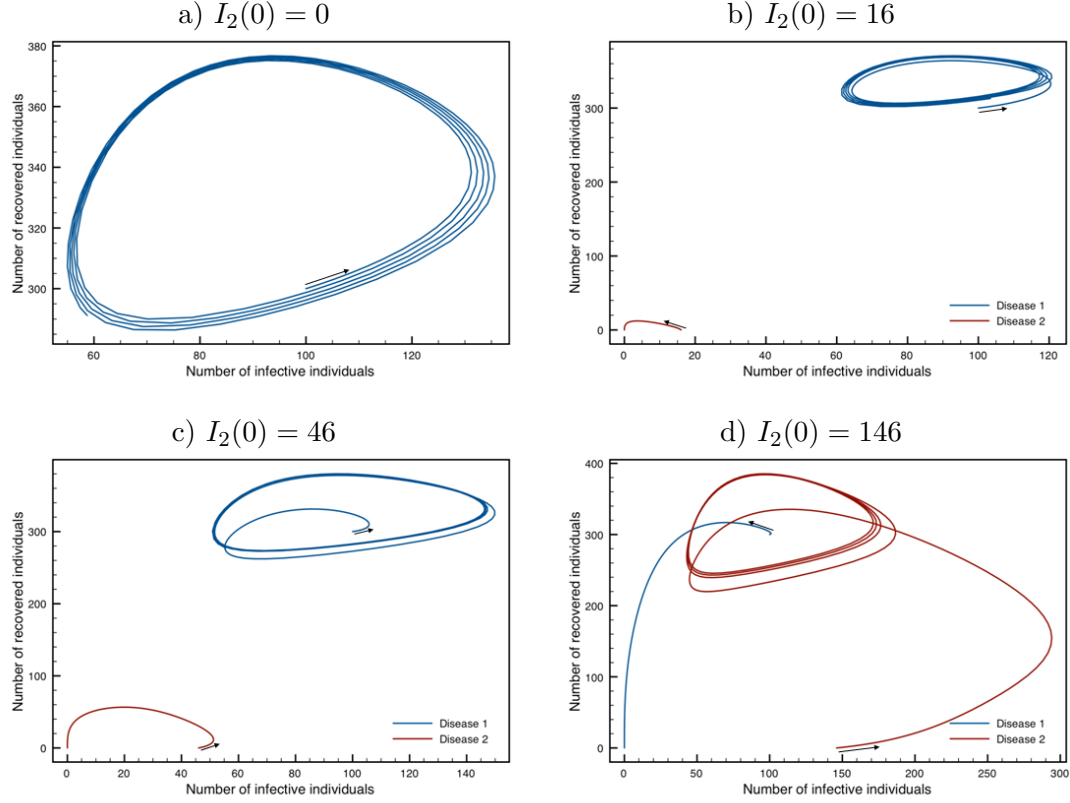 a) I₂(0) = 0
380
360
340
320
300
60
80
100
120
Number of recovered individuals
Number of infective individuals
b) I₂(0) = 16
300
200
100
0
0
20
40
60
80
100
120
Number of recovered individuals
Number of infective individuals
Disease 1
Disease 2
c) I₂(0) = 46
300
200
100
0
0
20
40
60
80
100
120
140
Number of recovered individuals
Number of infective individuals
Disease 1
Disease 2
d) I₂(0) = 146
400
300
200
100
0
0
50
100
150
200
250
300
Number of recovered individuals
Number of infective individuals
Disease 1
Disease 2